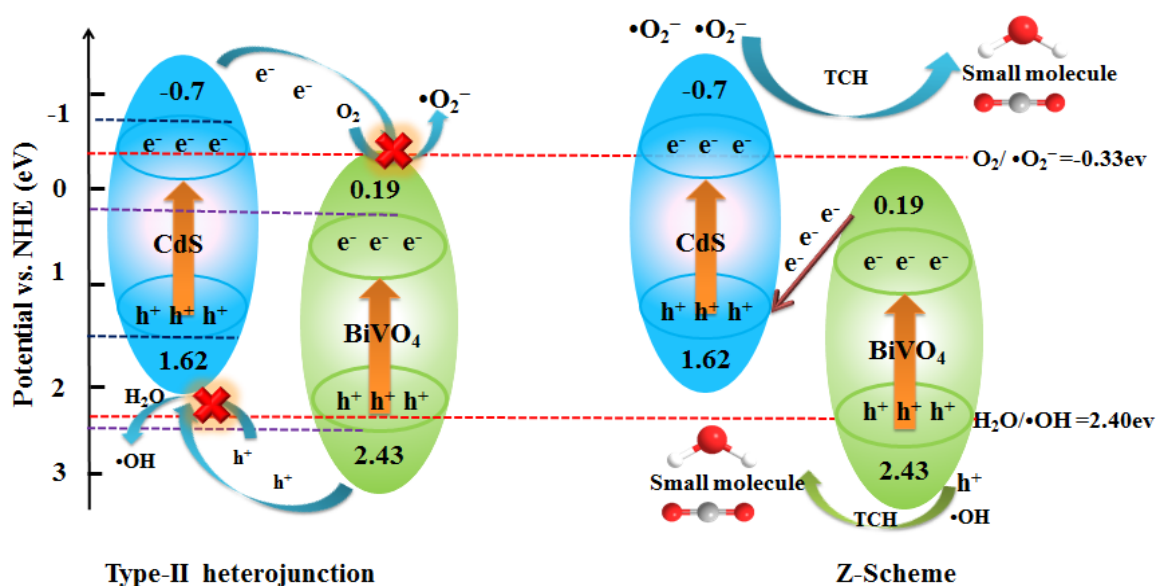 Potential vs. NHE (eV)
-1
0
1
2
3
-0.7
e⁻ e⁻ e⁻
CdS
h⁺ h⁺ h⁺
1.62
e⁻
e⁻
O₂
•O₂⁻
0.19
e⁻ e⁻ e⁻
BiVO₄
h⁺ h⁺ h⁺
2.43
H₂O
•OH
h⁺
h⁺
Type-II heterojunction
•O₂⁻ •O₂⁻
TCH
Small molecule
-0.7
e⁻ e⁻ e⁻
CdS
h⁺ h⁺ h⁺
1.62
e⁻
e⁻
e⁻
O₂/ •O₂⁻=-0.33ev
0.19
e⁻ e⁻ e⁻
BiVO₄
h⁺ h⁺ h⁺
2.43
H₂O/•OH =2.40ev
Small molecule
TCH
h⁺
•OH
Z-Scheme